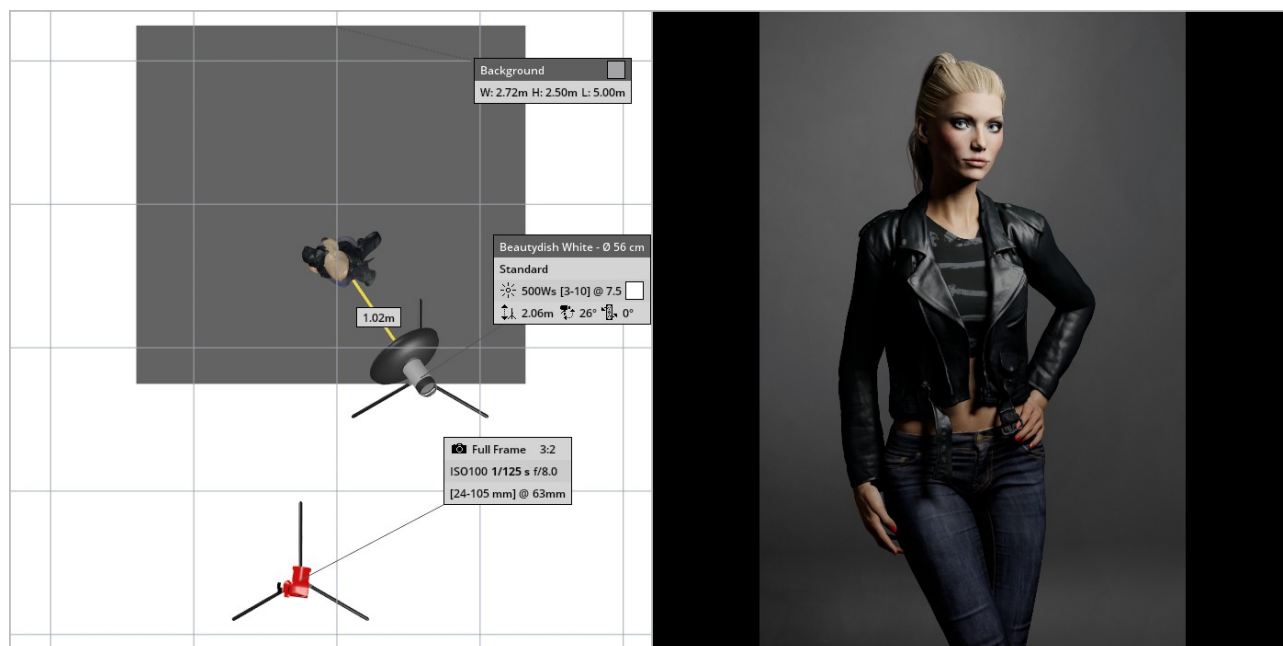 Background
W: 2.72m H: 2.50m L: 5.00m
Beautydish White - Ø 56 cm
Standard
500Ws [3-10] @ 7.5
2.06m 26° 0°
1.02m
Full Frame 3:2
ISO100 1/125 s f/8.0
[24-105 mm] @ 63mm